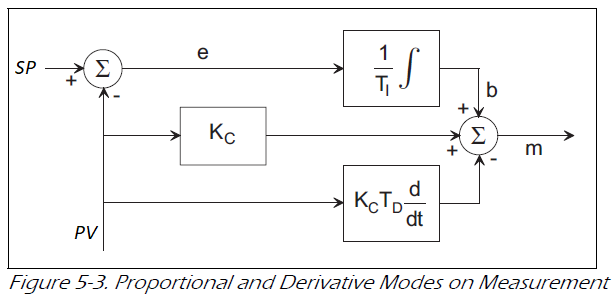 SP
+
Σ
-
e
1
T_I
∫
b
+
K_C
+
Σ
-
m
K_C T_D d
dt
PV
Figure 5-3. Proportional and Derivative Modes on Measurement